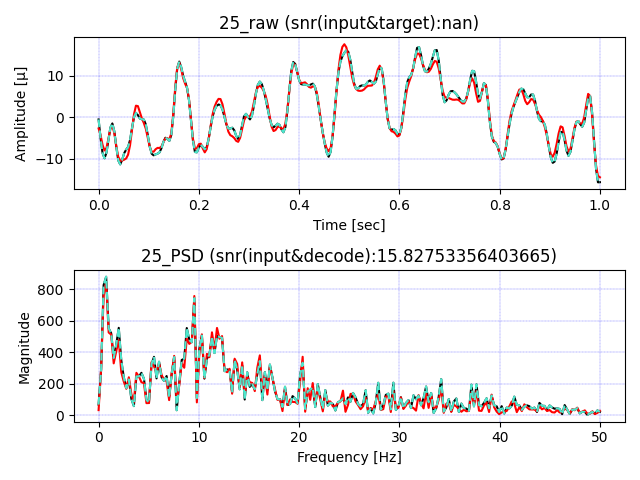 25_raw (snr(input&target):nan)
Amplitude [µ]
10
0
−10
0.0 0.2 0.4 0.6 0.8 1.0
Time [sec]
25_PSD (snr(input&decode):15.82753356403665)
Magnitude
800
600
400
200
0
0 10 20 30 40 50
Frequency [Hz]